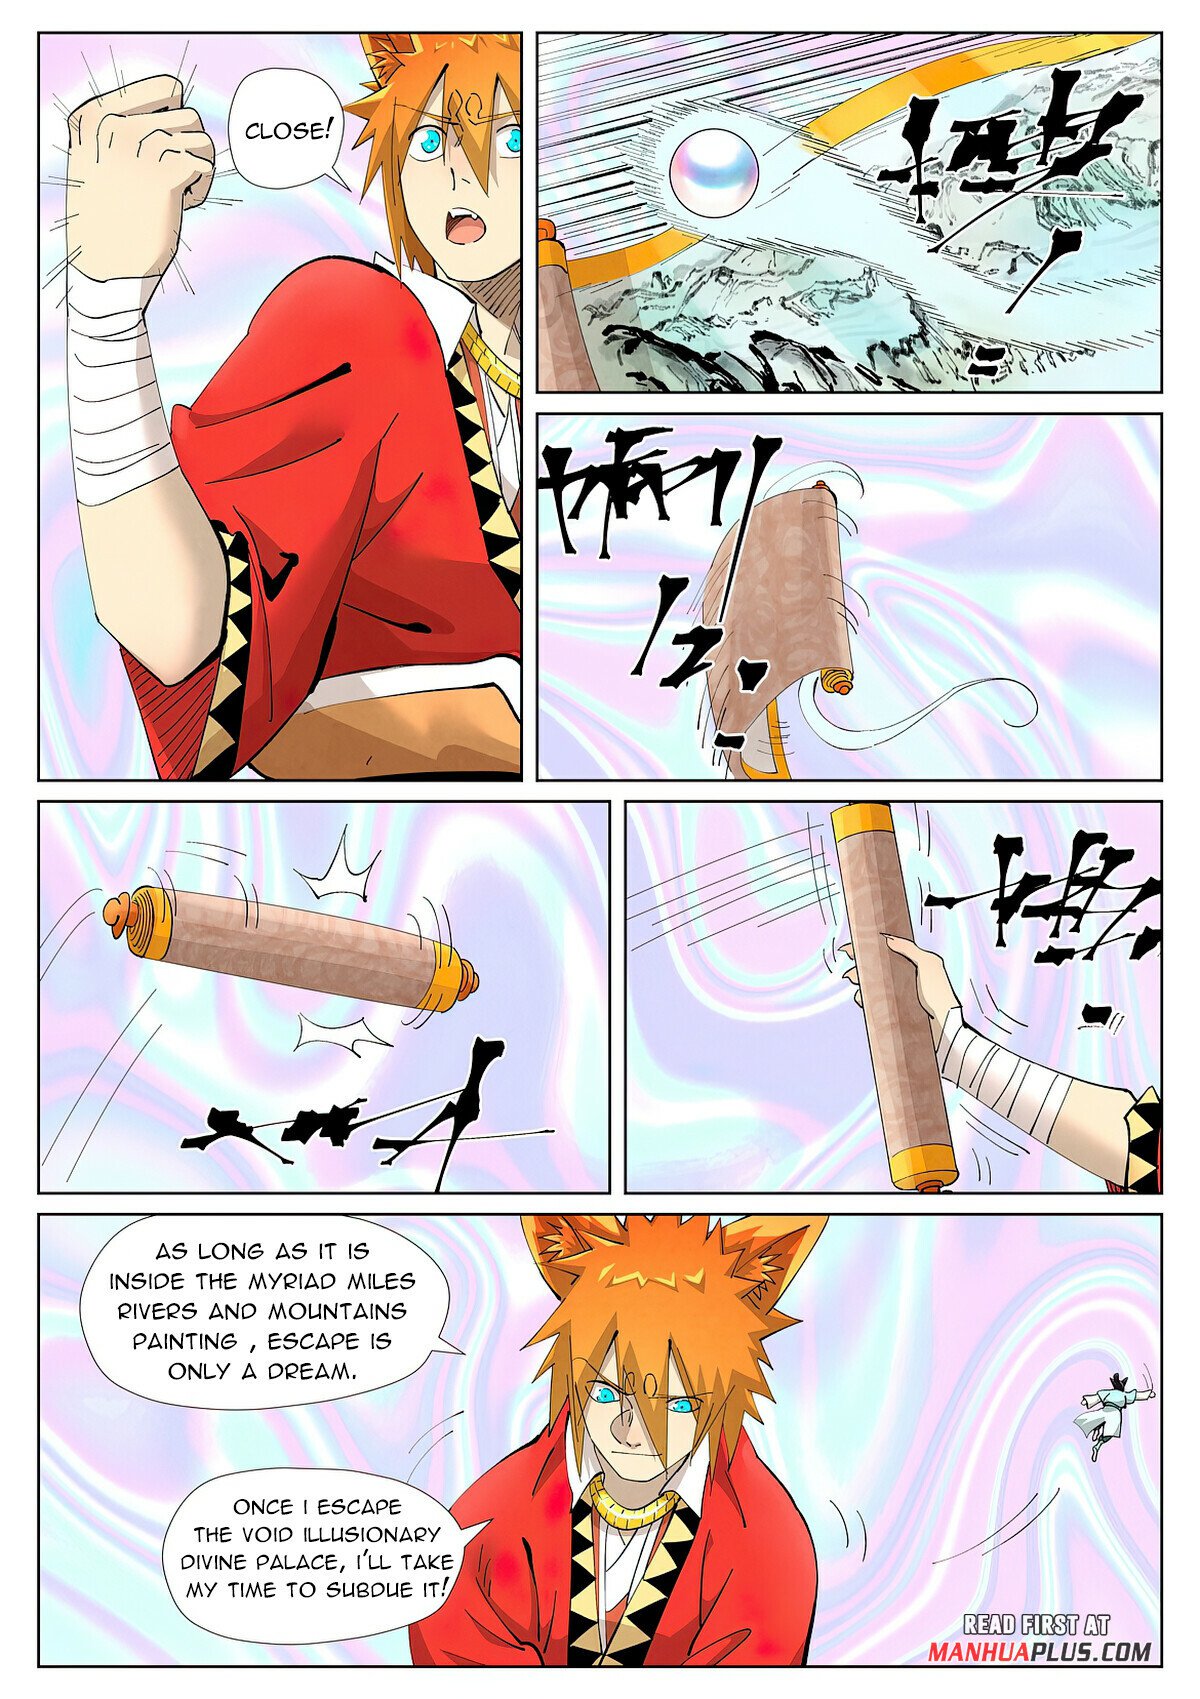 CLOSE!
AS LONG AS IT IS
INSIDE THE MYRIAD MILES
RIVERS AND MOUNTAINS
PAINTING , ESCAPE IS
ONLY A DREAM.
ONCE I ESCAPE
THE VOID ILLUSIONARY
DIVINE PALACE, I'LL TAKE
MY TIME TO SUBDUE IT!
READ FIRST AT
MANHUAPLUS.COM